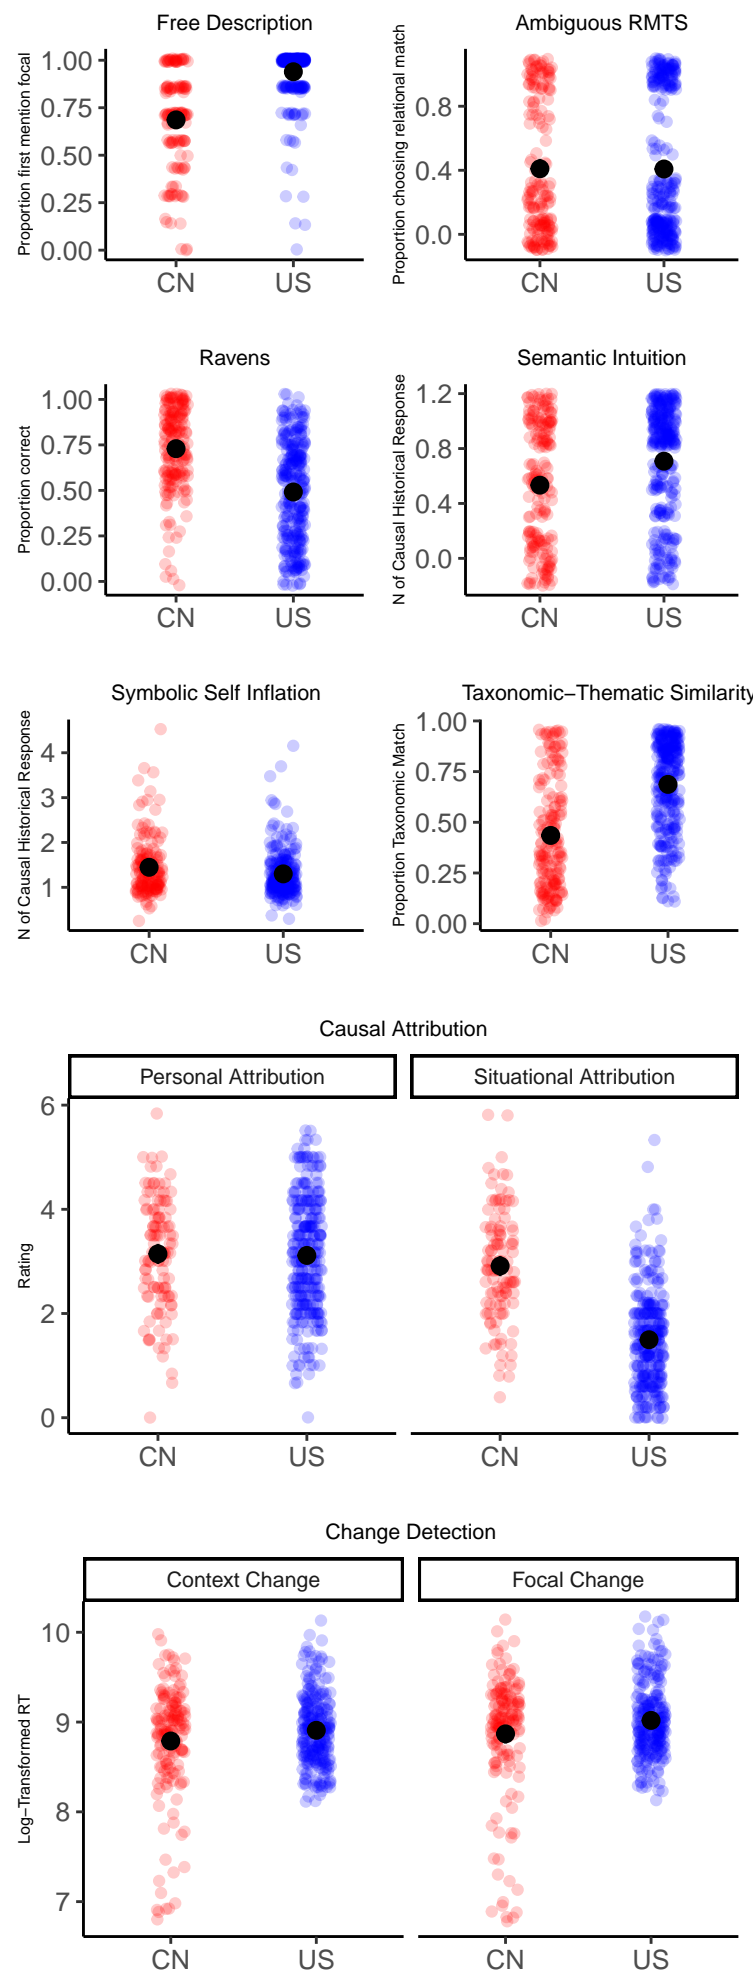 Free Description
Ambiguous RMTS
Proportion first mention focal
1.00
0.75
0.50
0.25
0.00
CN
US
Proportion choosing relational match
0.8
0.4
0.0
CN
US
Ravens
Semantic Intuition
Proportion correct
1.00
0.75
0.50
0.25
0.00
CN
US
N of Causal Historical Response
1.2
0.8
0.4
0.0
CN
US
Symbolic Self Inflation
Taxonomic−Thematic Similarity
N of Causal Historical Response
4
3
2
1
CN
US
Proportion Taxonomic Match
1.00
0.75
0.50
0.25
0.00
CN
US
Causal Attribution
Personal Attribution
Situational Attribution
Rating
6
4
2
0
CN
US
CN
US
Change Detection
Context Change
Focal Change
Log−Transformed RT
10
9
8
7
CN
US
CN
US